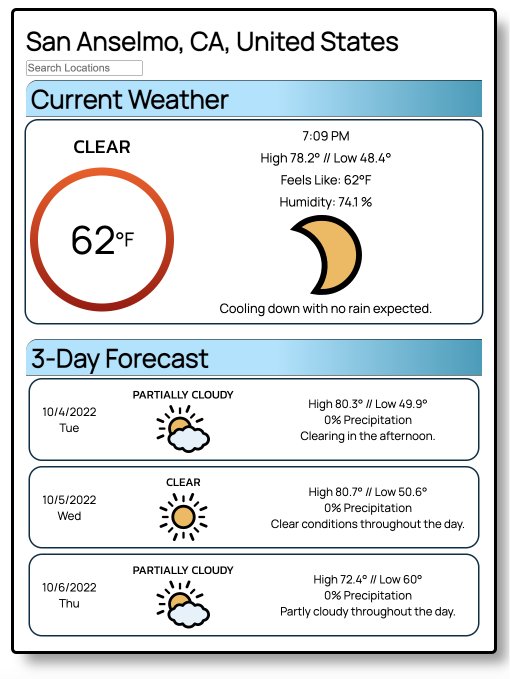 San Anselmo, CA, United States
Search Locations
Current Weather
CLEAR
62°F
7:09 PM
High 78.2° // Low 48.4°
Feels Like: 62°F
Humidity: 74.1 %
Cooling down with no rain expected.
3-Day Forecast
10/4/2022
Tue
PARTIALLY CLOUDY
High 80.3° // Low 49.9°
0% Precipitation
Clearing in the afternoon.
10/5/2022
Wed
CLEAR
High 80.7° // Low 50.6°
0% Precipitation
Clear conditions throughout the day.
10/6/2022
Thu
PARTIALLY CLOUDY
High 72.4° // Low 60°
0% Precipitation
Partly cloudy throughout the day.